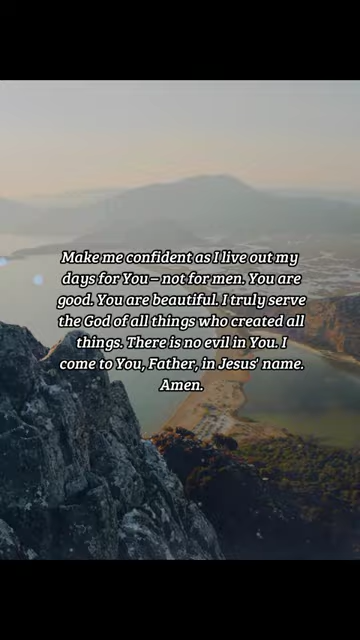 Make me confident as I live out my
days for You – not for men. You are
good. You are beautiful. I truly serve
the God of all things who created all
things. There is no evil in You. I
come to You, Father, in Jesus' name.
Amen.